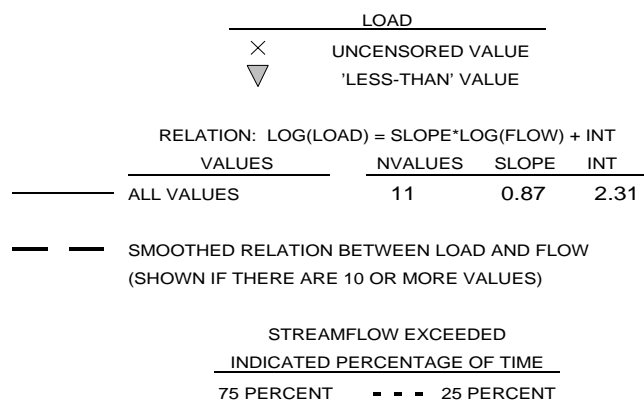 LOAD
UNCENSORED VALUE
'LESS-THAN' VALUE
RELATION: LOG(LOAD) = SLOPE*LOG(FLOW) + INT
VALUES NVALUES SLOPE INT
ALL VALUES 11 0.87 2.31
SMOOTHED RELATION BETWEEN LOAD AND FLOW
(SHOWN IF THERE ARE 10 OR MORE VALUES)
STREAMFLOW EXCEEDED
INDICATED PERCENTAGE OF TIME
75 PERCENT 25 PERCENT